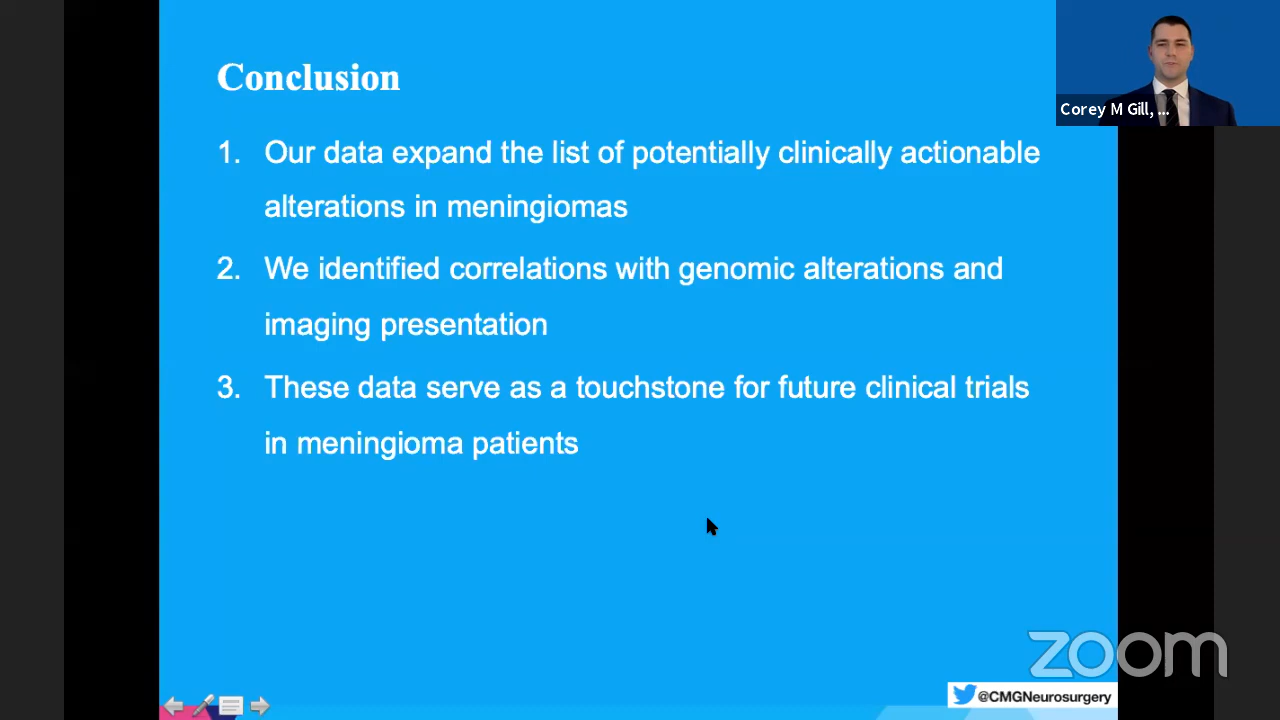 Conclusion
Corey M Gill, ...
1. Our data expand the list of potentially clinically actionable
alterations in meningiomas
2. We identified correlations with genomic alterations and
imaging presentation
3. These data serve as a touchstone for future clinical trials
in meningioma patients
zoom
@CMGNeurosurgery